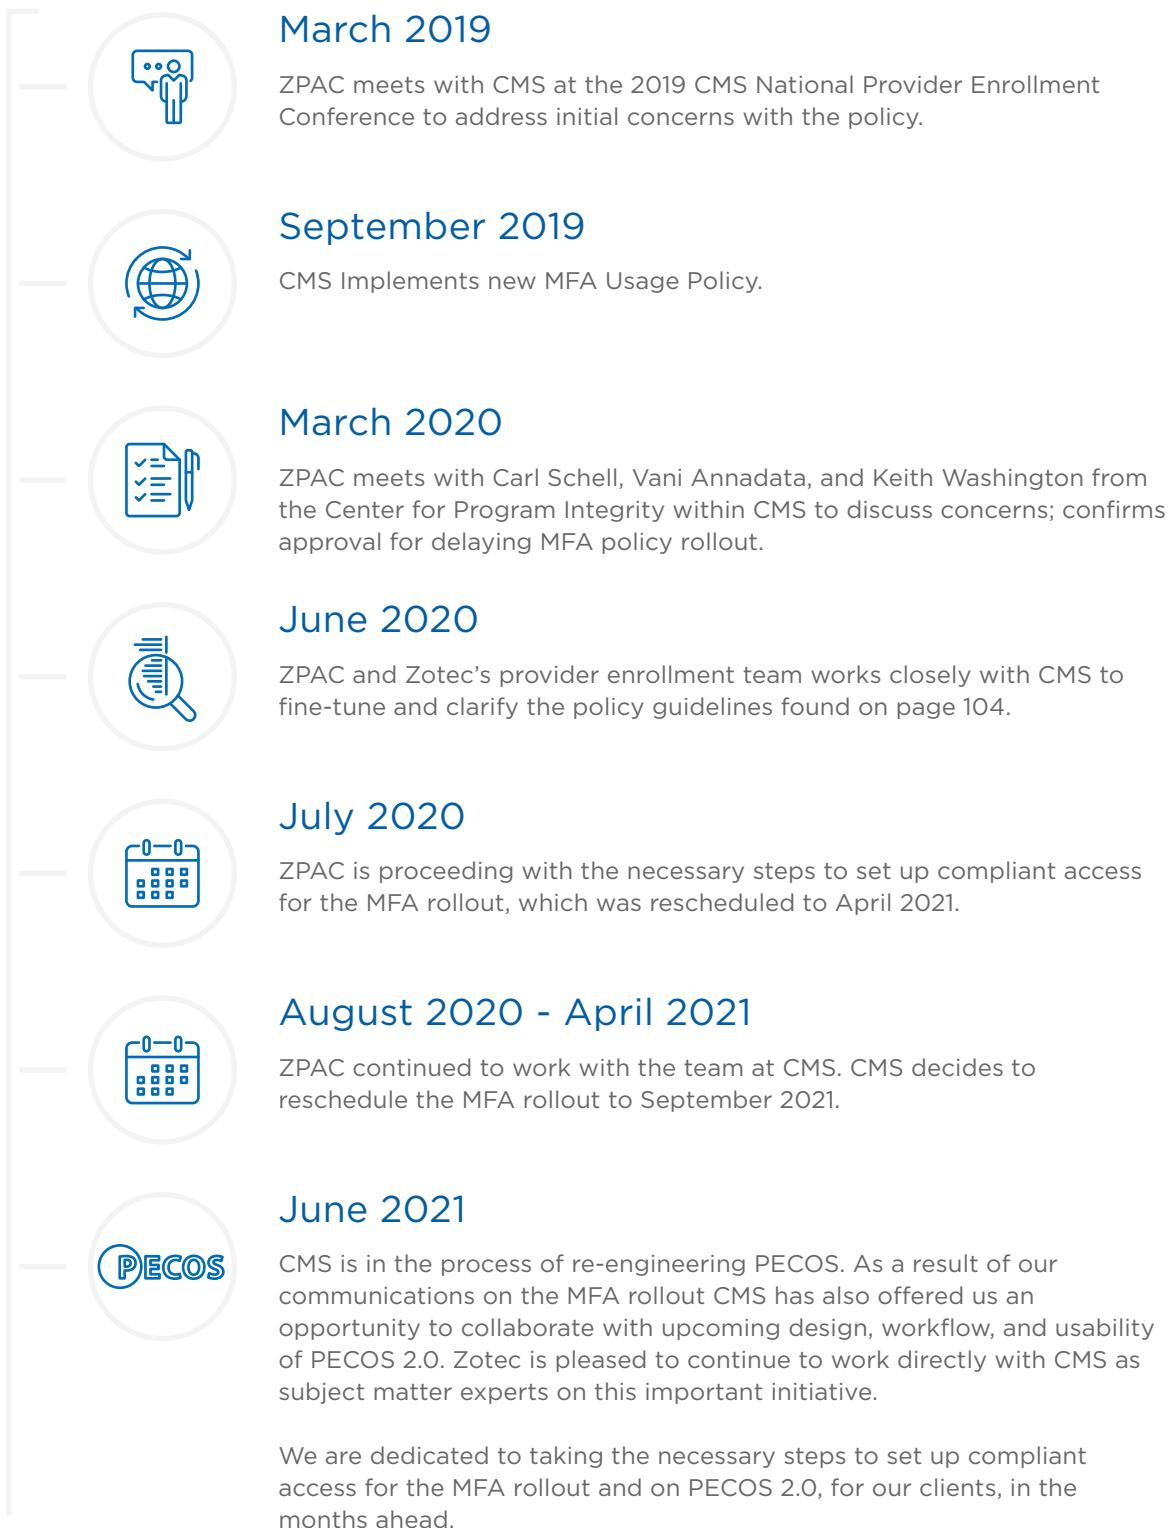 March 2019
ZPAC meets with CMS at the 2019 CMS National Provider Enrollment
Conference to address initial concerns with the policy.
September 2019
CMS Implements new MFA Usage Policy.
March 2020
ZPAC meets with Carl Schell, Vani Annadata, and Keith Washington from
the Center for Program Integrity within CMS to discuss concerns; confirms
approval for delaying MFA policy rollout.
June 2020
ZPAC and Zotec’s provider enrollment team works closely with CMS to
fine-tune and clarify the policy guidelines found on page 104.
July 2020
ZPAC is proceeding with the necessary steps to set up compliant access
for the MFA rollout, which was rescheduled to April 2021.
August 2020 - April 2021
ZPAC continued to work with the team at CMS. CMS decides to
reschedule the MFA rollout to September 2021.
PECOS
June 2021
CMS is in the process of re-engineering PECOS. As a result of our
communications on the MFA rollout CMS has also offered us an
opportunity to collaborate with upcoming design, workflow, and usability
of PECOS 2.0. Zotec is pleased to continue to work directly with CMS as
subject matter experts on this important initiative.
We are dedicated to taking the necessary steps to set up compliant
access for the MFA rollout and on PECOS 2.0, for our clients, in the
months ahead.